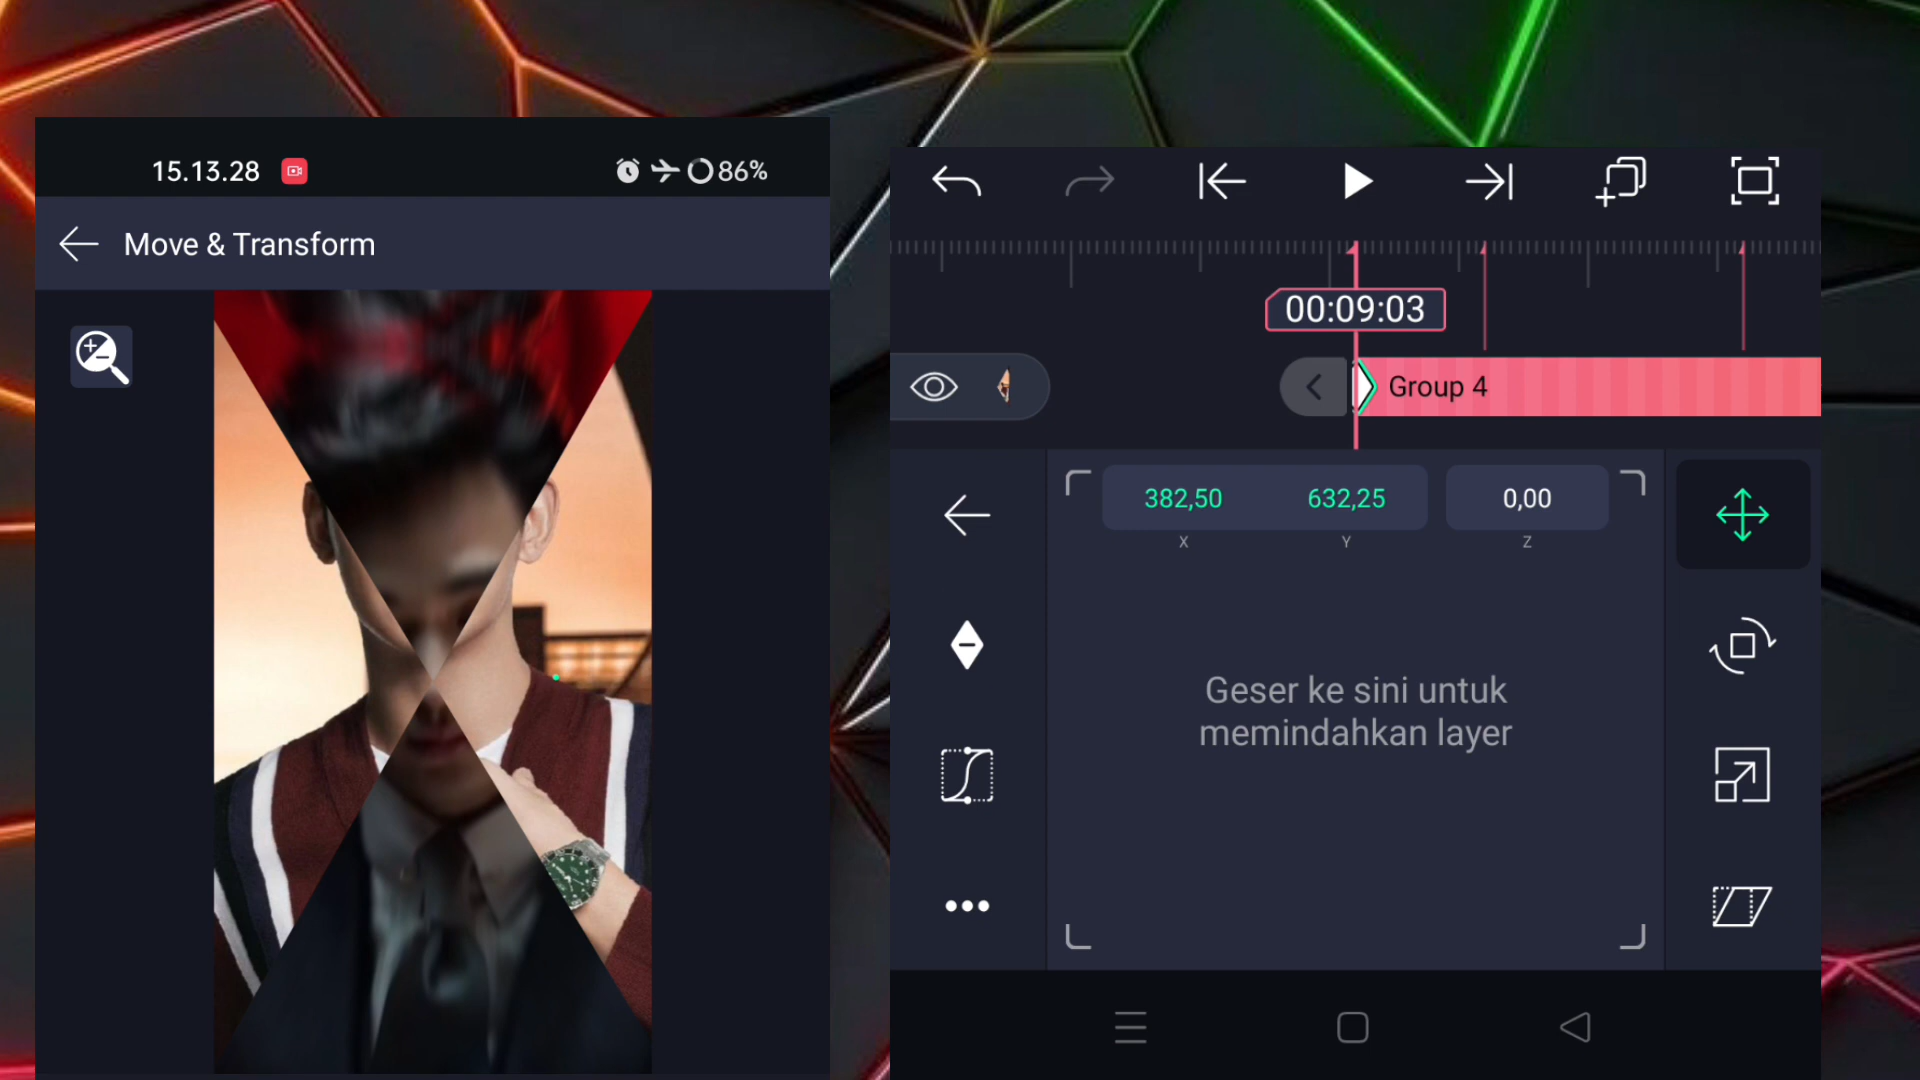 15.13.28
86%
Move & Transform
00:09:03
Group 4
382,50 632,25 0,00
X Y Z
Geser ke sini untuk
memindahkan layer